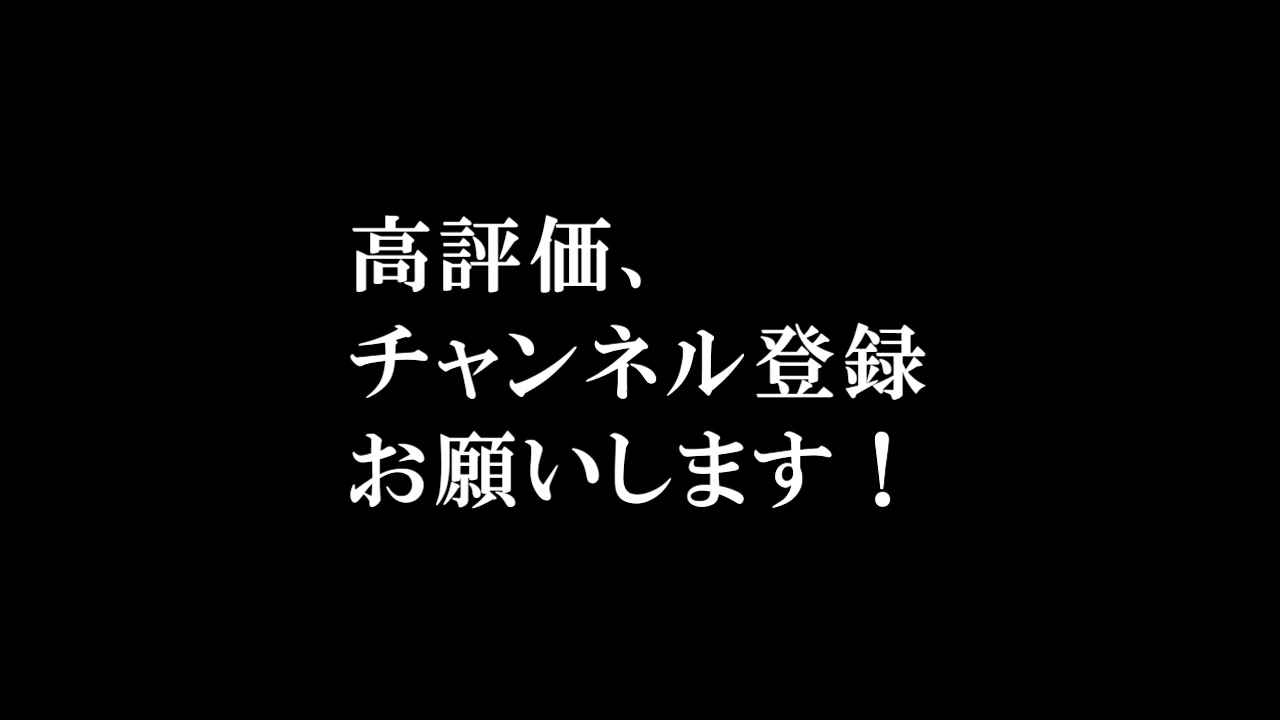 高評価、
チャンネル登録
お願いします！